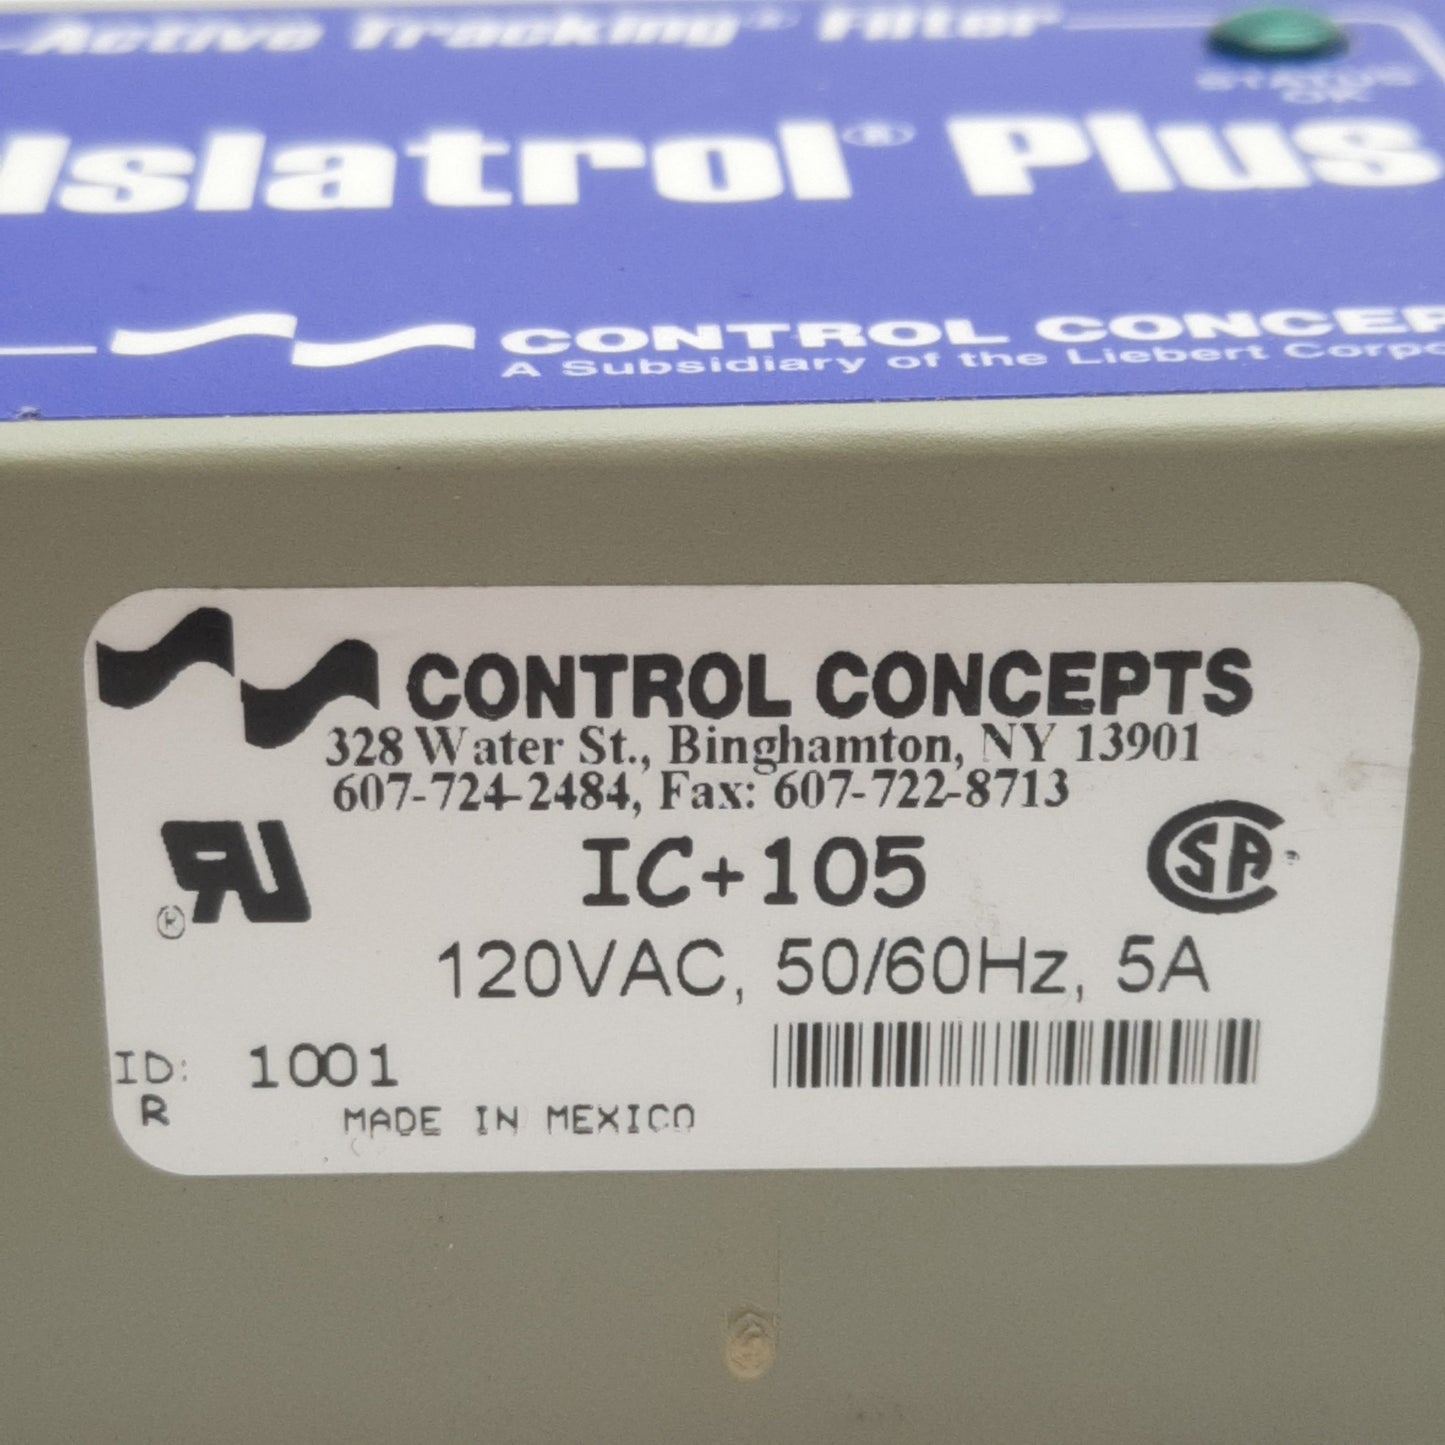 Active Tracking® Filter
STATUS
OK
Islatrol® Plus
CONTROL CONCEP
A Subsidiary of the Liebert Corpo
CONTROL CONCEPTS
328 Water St., Binghamton, NY 13901
607-724-2484, Fax: 607-722-8713
IC+105
120VAC, 50/60Hz, 5A
ID: 1001
R
MADE IN MEXICO
RU
®
CSA